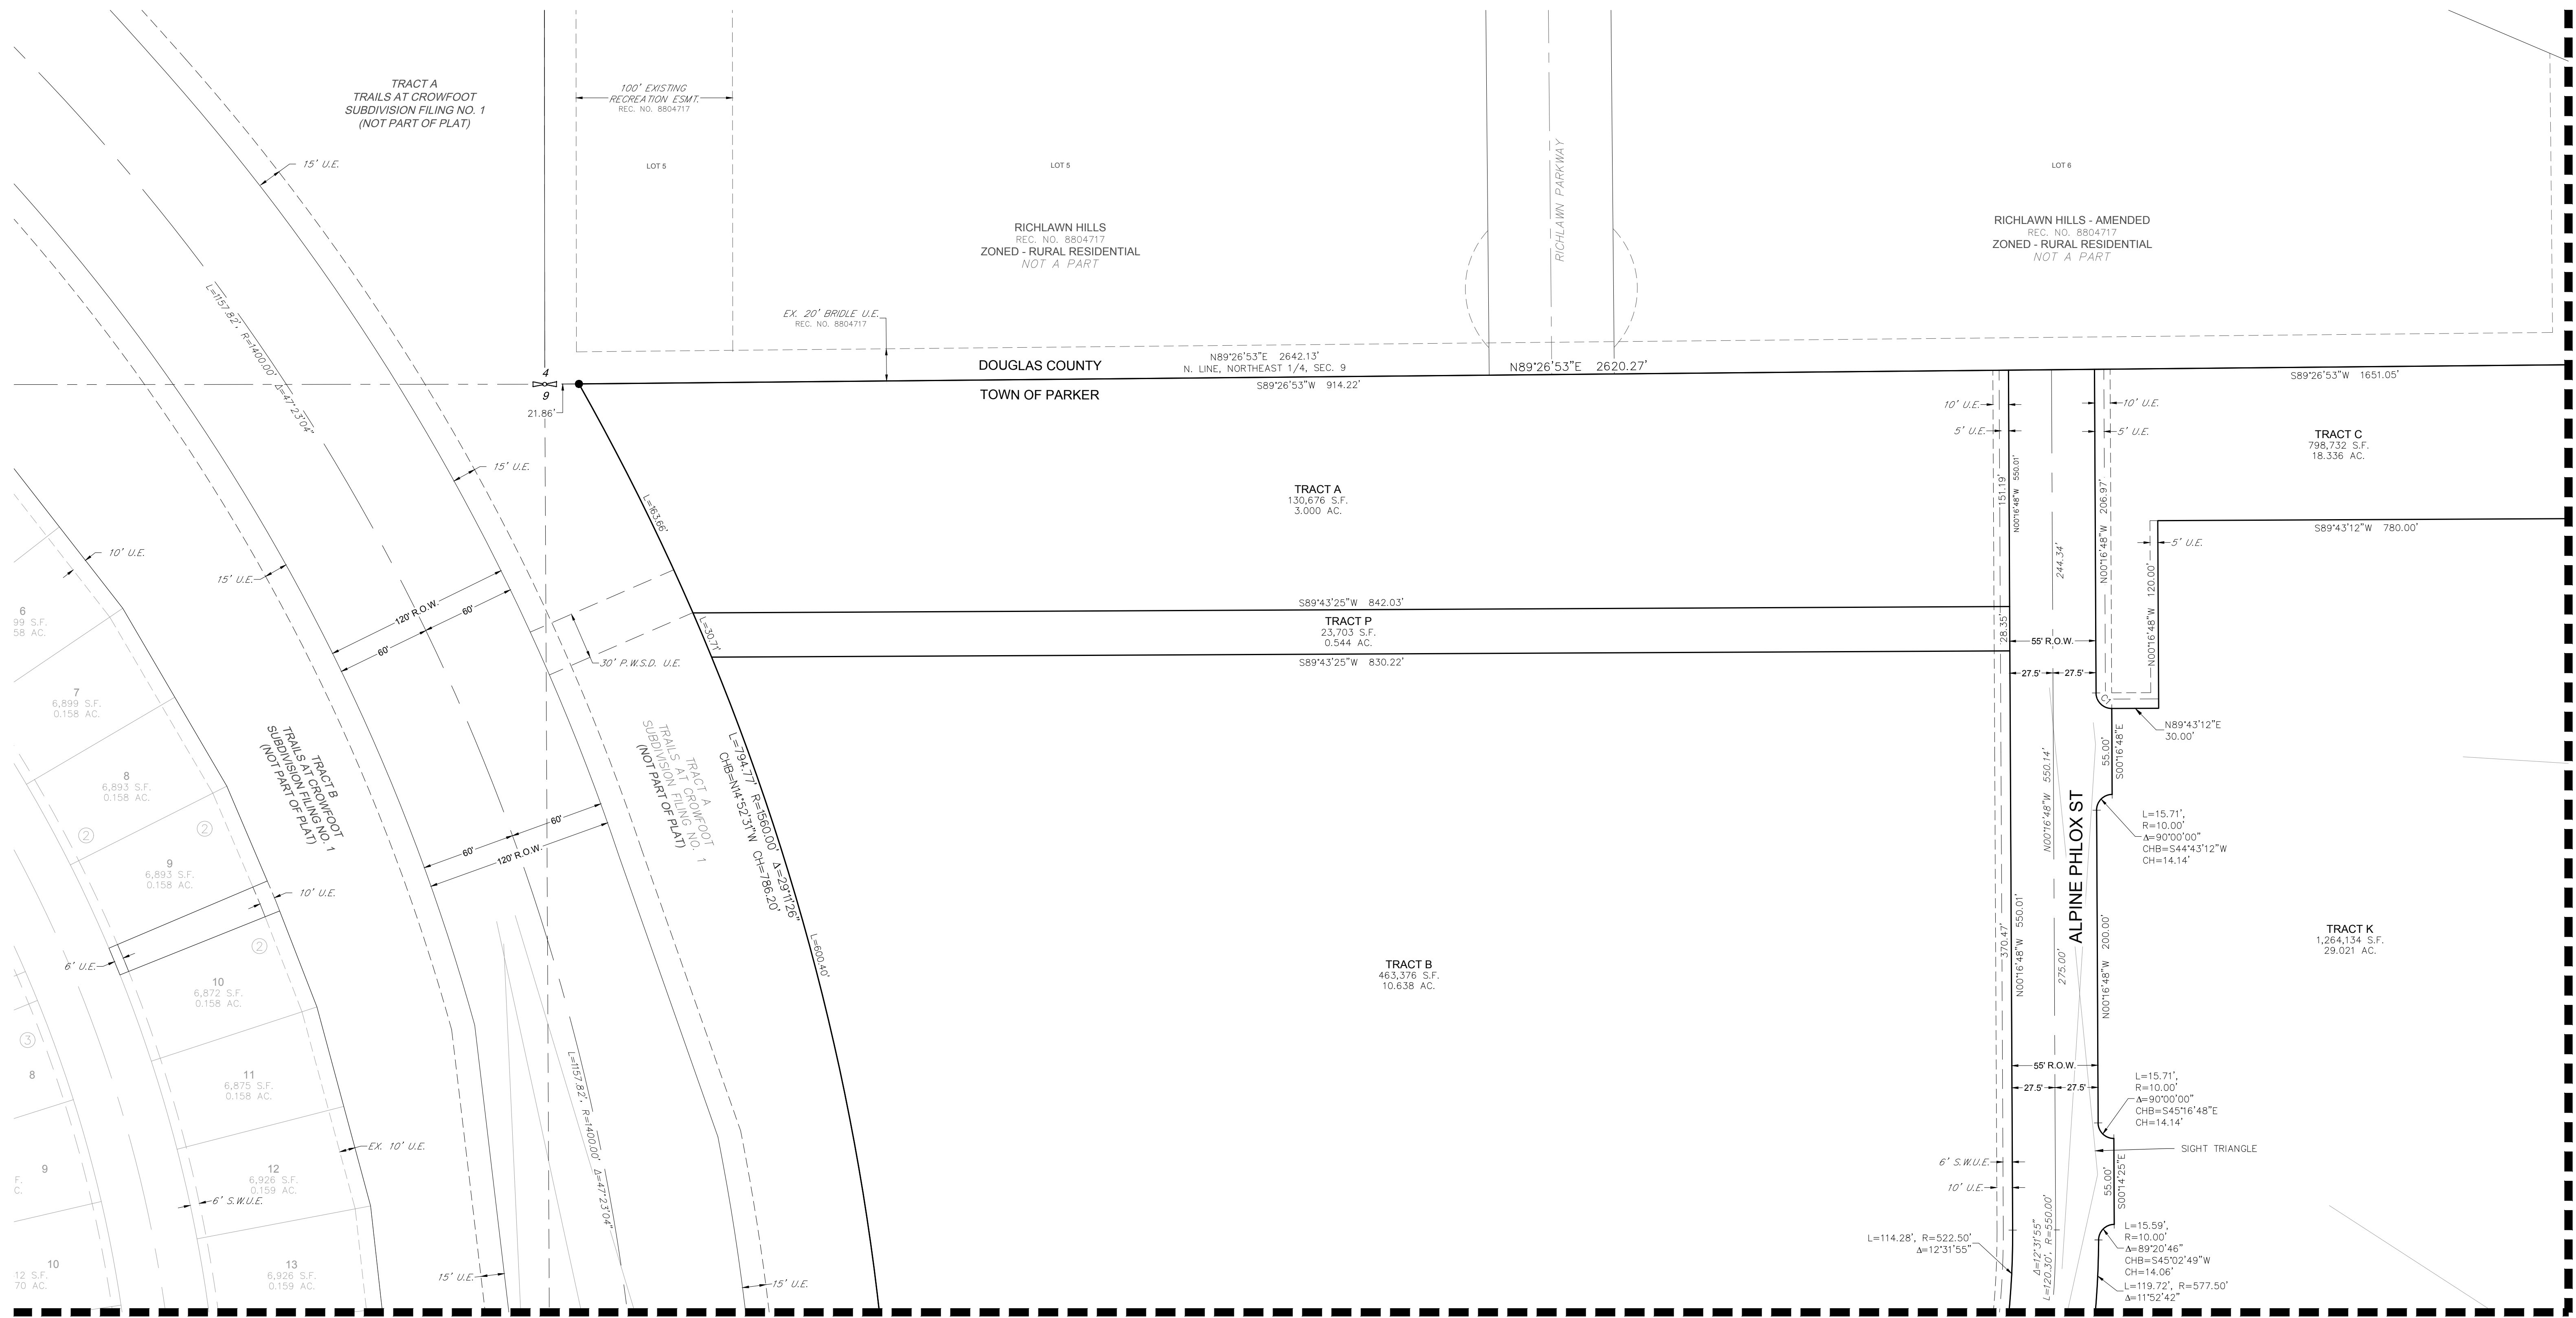 TRACT A
TRAILS AT CROWFOOT
SUBDIVISION FILING NO. 1
(NOT PART OF PLAT)
100' EXISTING
RECREATION ESMT.
REC. NO. 8804717
15' U.E.
LOT 5
LOT 5
LOT 6
RICHLAWN PARKWAY
RICHLAWN HILLS
REC. NO. 8804717
ZONED - RURAL RESIDENTIAL
NOT A PART
RICHLAWN HILLS - AMENDED
REC. NO. 8804717
ZONED - RURAL RESIDENTIAL
NOT A PART
EX. 20' BRIDLE U.E.
REC. NO. 8804717
L=1157.82', R=1400.00' Δ=47°23'04"
DOUGLAS COUNTY
N89°26'53"E 2642.13'
N. LINE, NORTHEAST 1/4, SEC. 9
N89°26'53"E 2620.27'
4
9
21.86'
S89°26'53"W 914.22'
TOWN OF PARKER
S89°26'53"W 1651.05'
10' U.E.
5' U.E.
10' U.E.
5' U.E.
TRACT C
798,732 S.F.
18.336 AC.
15' U.E.
L=163.66'
TRACT A
130,676 S.F.
3.000 AC.
151.19'
N00°16'48"W 550.01'
244.34'
N00°16'48"W 206.97'
S89°43'12"W 780.00'
5' U.E.
N00°16'48"W 120.00'
10' U.E.
15' U.E.
120' R.O.W.
60'
60'
S89°43'25"W 842.03'
TRACT P
23,703 S.F.
0.544 AC.
L=30.71'
28.35'
55' R.O.W.
S89°43'25"W 830.22'
27.5'
27.5'
30' P.W.S.D. U.E.
C1
N89°43'12"E
30.00'
6
99 S.F.
58 AC.
7
6,899 S.F.
0.158 AC.
8
6,893 S.F.
0.158 AC.
2
2
9
6,893 S.F.
0.158 AC.
TRACT B
TRAILS AT CROWFOOT
SUBDIVISION FILING NO. 1
(NOT PART OF PLAT)
TRACT A
TRAILS AT CROWFOOT
SUBDIVISION FILING NO. 1
(NOT PART OF PLAT)
L=794.77' R=1560.00' Δ=29°11'26"
CHB=N14°52'31"W CH=786.20'
55.00'
S00°16'48"E
N00°16'48"W 550.14'
ALPINE PHLOX ST
L=15.71',
R=10.00'
Δ=90°00'00"
CHB=S44°43'12"W
CH=14.14'
60'
60'
120' R.O.W.
10' U.E.
6' U.E.
2
10
6,872 S.F.
0.158 AC.
L=600.40'
TRACT B
463,376 S.F.
10.638 AC.
370.47'
N00°16'48"W 550.01'
275.00'
N00°16'48"W 200.00'
TRACT K
1,264,134 S.F.
29.021 AC.
3
8
11
6,875 S.F.
0.158 AC.
55' R.O.W.
27.5'
27.5'
L=15.71',
R=10.00'
Δ=90°00'00"
CHB=S45°16'48"E
CH=14.14'
L=1157.82', R=1400.00' Δ=47°23'04"
EX. 10' U.E.
SIGHT TRIANGLE
9
F.
C.
12
6,926 S.F.
0.159 AC.
6' S.W.U.E.
6' S.W.U.E.
10' U.E.
55.00'
S00°14'25"E
L=114.28', R=522.50'
Δ=12°31'55"
Δ=12°31'55"
L=120.30', R=550.00'
L=15.59',
R=10.00'
Δ=89°20'46"
CHB=S45°02'49"W
CH=14.06'
L=119.72', R=577.50'
Δ=11°52'42"
10
12 S.F.
70 AC.
13
6,926 S.F.
0.159 AC.
15' U.E.
15' U.E.